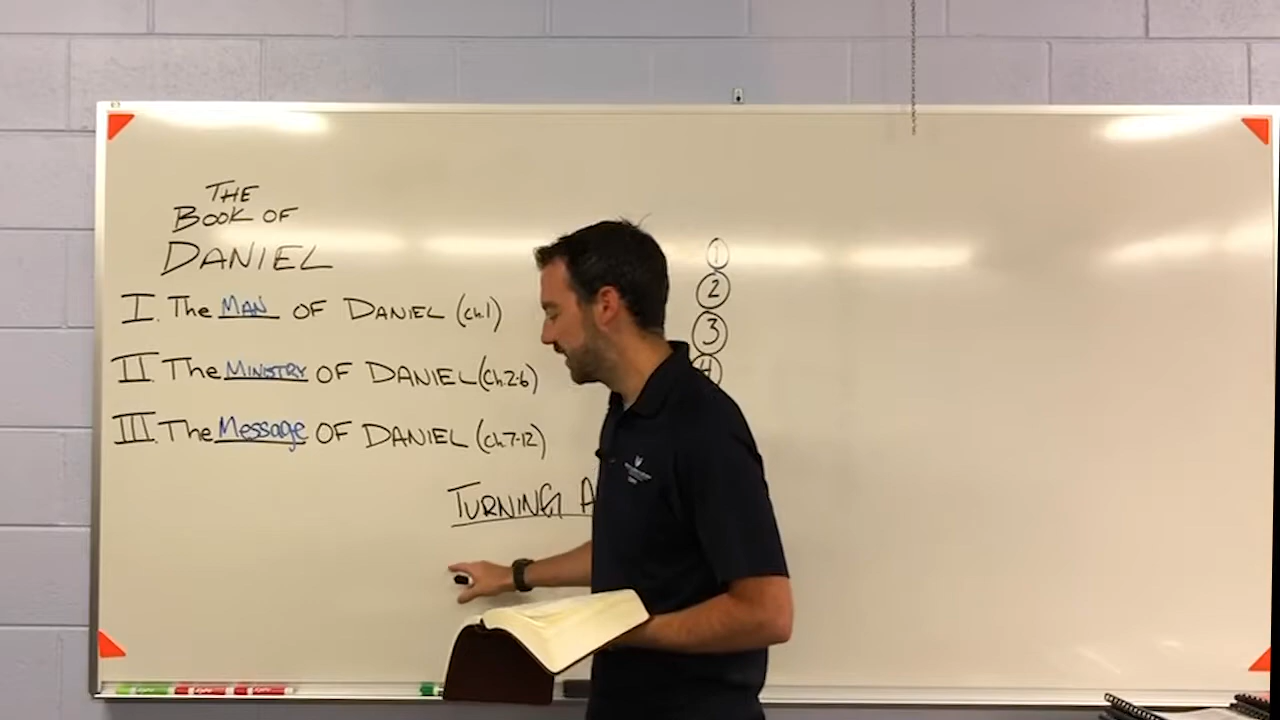 THE
BOOK OF
DANIEL
I. The MAN OF DANIEL (ch.1)
II. The MINISTRY OF DANIEL (ch.2-6)
III. The Message OF DANIEL (ch.7-12)
TURNING A
1
2
3
4